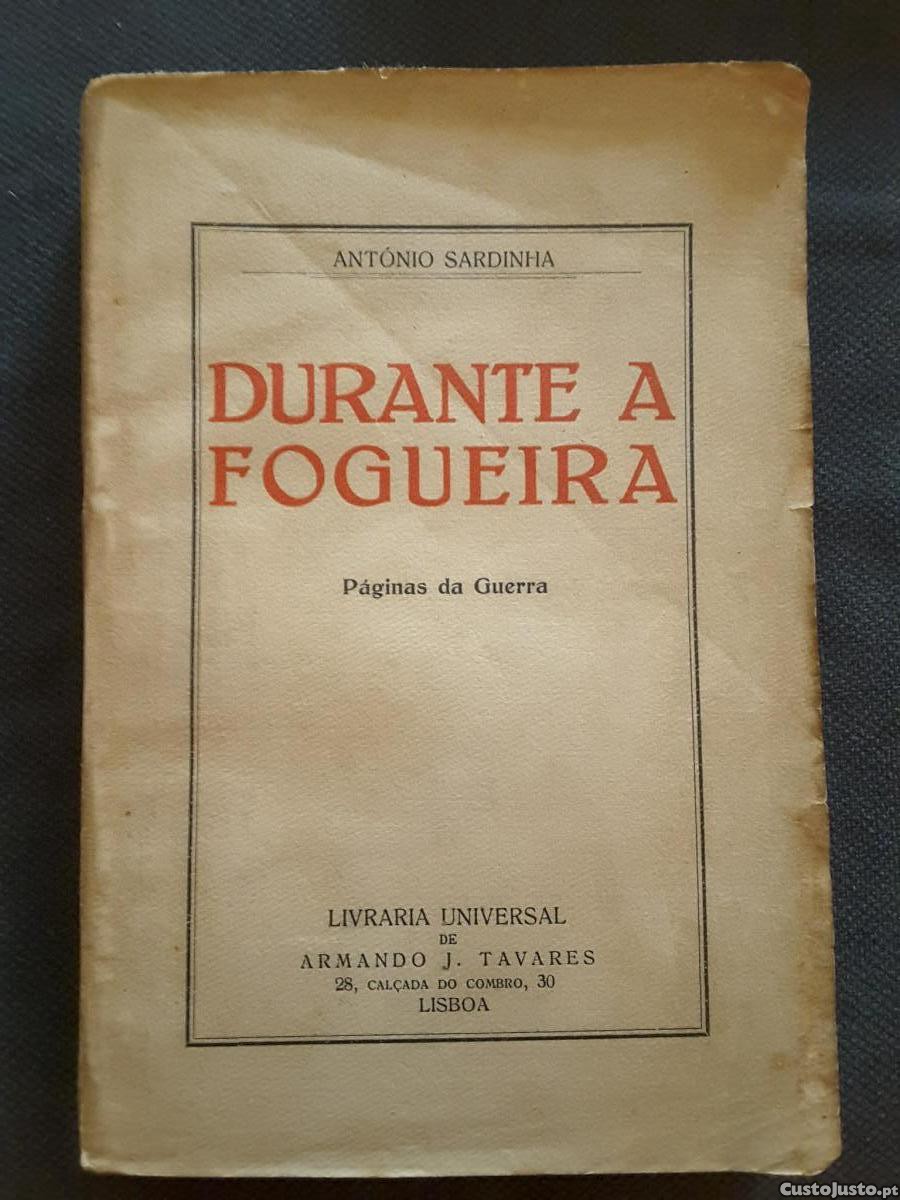 ANTÓNIO SARDINHA
DURANTE A
FOGUEIRA
Páginas da Guerra
LIVRARIA UNIVERSAL
DE
ARMANDO J. TAVARES
28, CALÇADA DO COMBRO, 30
LISBOA
CustoJusto.pt